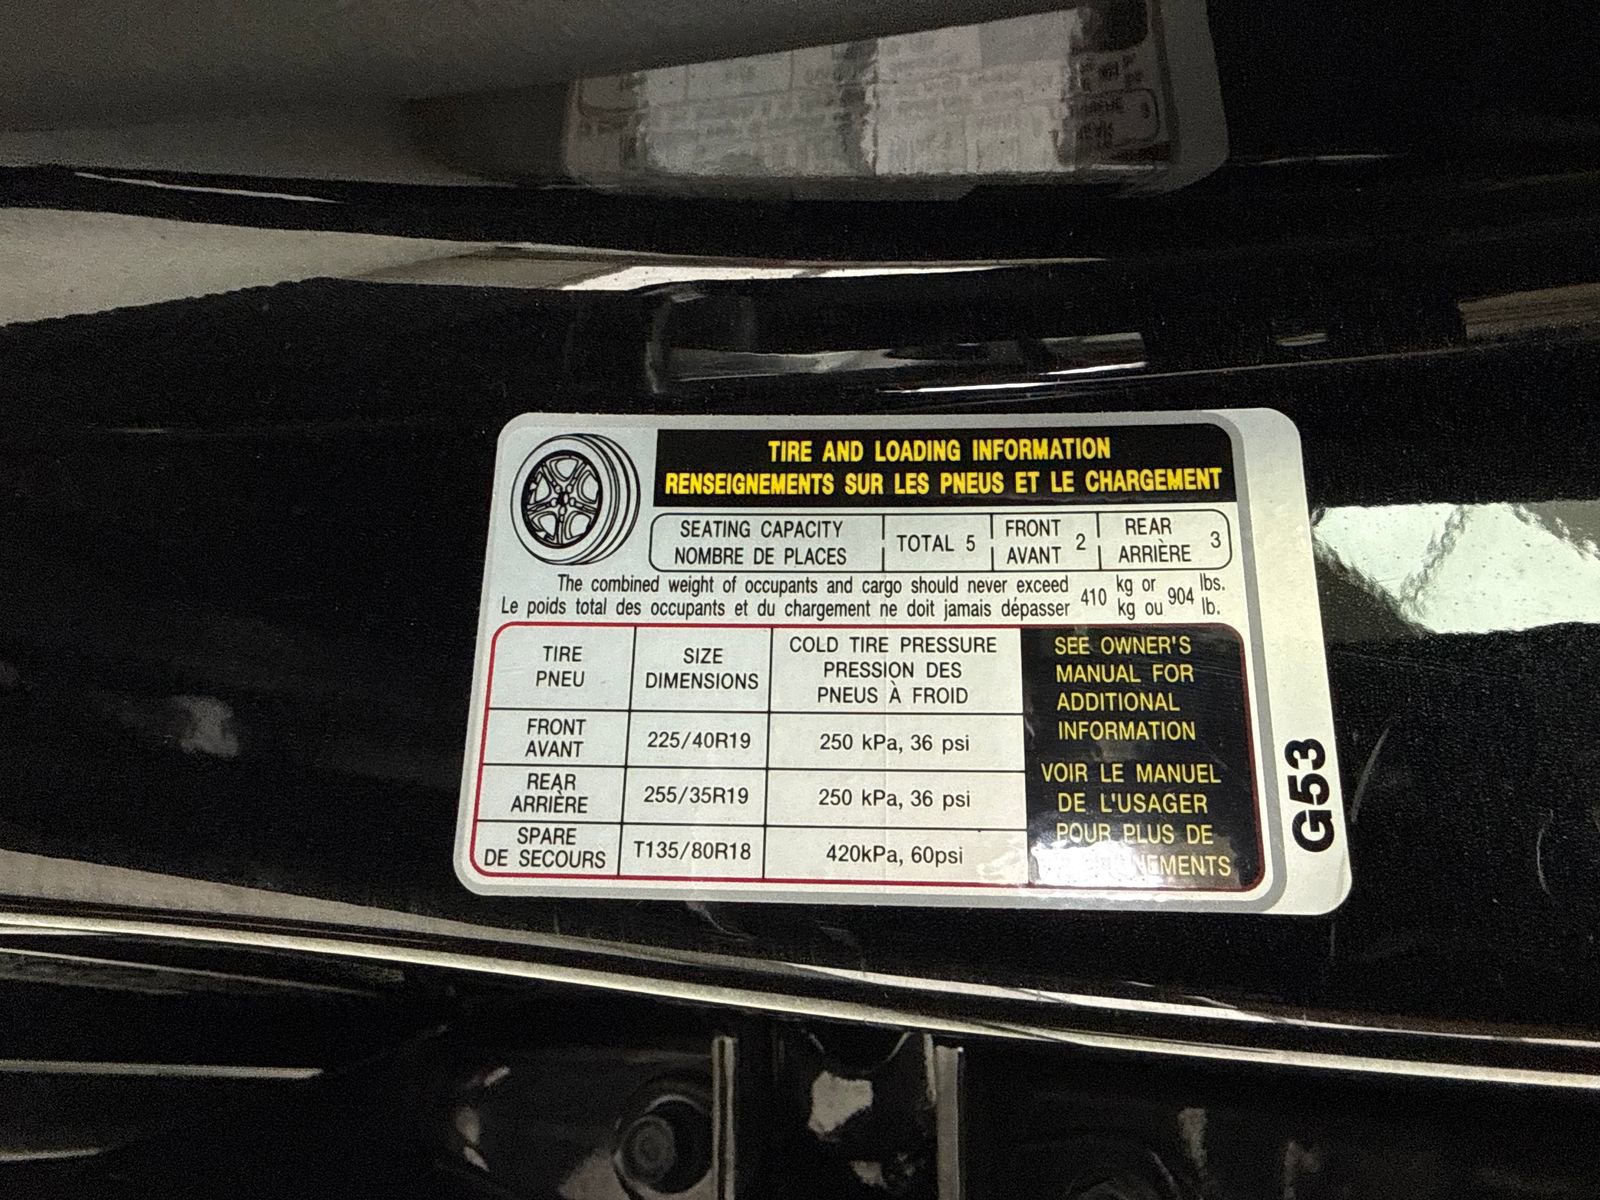 TIRE AND LOADING INFORMATION
RENSEIGNEMENTS SUR LES PNEUS ET LE CHARGEMENT
SEATING CAPACITY
NOMBRE DE PLACES
TOTAL 5
FRONT
AVANT 2
REAR
ARRIÈRE 3
The combined weight of occupants and cargo should never exceed 410 kg or 904 lbs.
Le poids total des occupants et du chargement ne doit jamais dépasser kg ou lb.
TIRE
PNEU
SIZE
DIMENSIONS
COLD TIRE PRESSURE
PRESSION DES
PNEUS À FROID
FRONT
AVANT
225/40R19
250 kPa, 36 psi
REAR
ARRIÈRE
255/35R19
250 kPa, 36 psi
SPARE
DE SECOURS
T135/80R18
420kPa, 60psi
SEE OWNER'S
MANUAL FOR
ADDITIONAL
INFORMATION
VOIR LE MANUEL
DE L'USAGER
POUR PLUS DE
G53